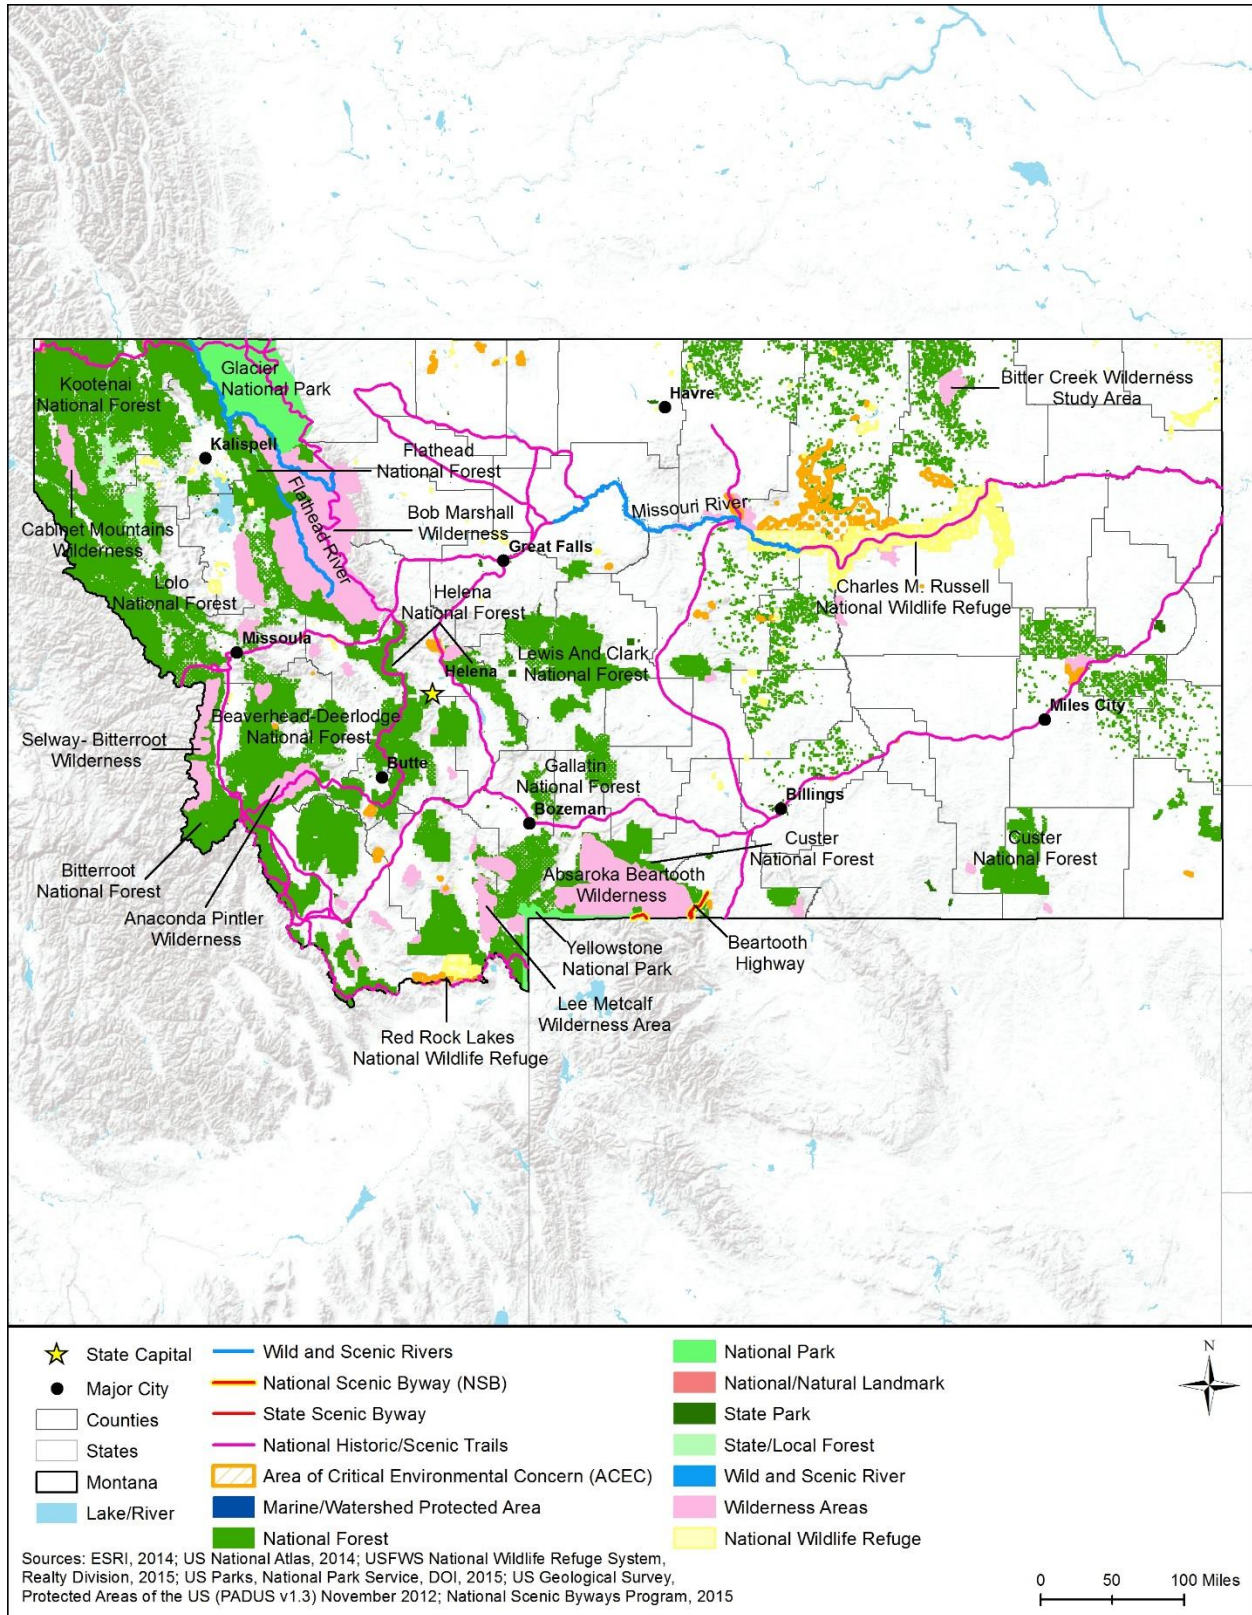 Glacier
National Park
Kootenai
National Forest
Havre
Bitter Creek Wilderness
Study Area
Kalispell
Flathead
National Forest
Flathead River
Missouri River
Bob Marshall
Wilderness
Cabinet Mountains
Wilderness
Great Falls
Lolo
National Forest
Helena
National Forest
Charles M. Russell
National Wildlife Refuge
Missoula
Lewis And Clark
National Forest
Helena
Miles City
Beaverhead-Deerlodge
National Forest
Selway- Bitterroot
Wilderness
Butte
Gallatin
National Forest
Billings
Bozeman
Custer
National Forest
Custer
National Forest
Bitterroot
National Forest
Absaroka Beartooth
Wilderness
Anaconda Pintler
Wilderness
Yellowstone
National Park
Beartooth
Highway
Lee Metcalf
Wilderness Area
Red Rock Lakes
National Wildlife Refuge
State Capital
Major City
Counties
States
Montana
Lake/River
Wild and Scenic Rivers
National Scenic Byway (NSB)
State Scenic Byway
National Historic/Scenic Trails
Area of Critical Environmental Concern (ACEC)
Marine/Watershed Protected Area
National Forest
National Park
National/Natural Landmark
State Park
State/Local Forest
Wild and Scenic River
Wilderness Areas
National Wildlife Refuge
N
Sources: ESRI, 2014; US National Atlas, 2014; USFWS National Wildlife Refuge System,
Realty Division, 2015; US Parks, National Park Service, DOI, 2015; US Geological Survey,
Protected Areas of the US (PADUS v1.3) November 2012; National Scenic Byways Program, 2015
0 50 100 Miles